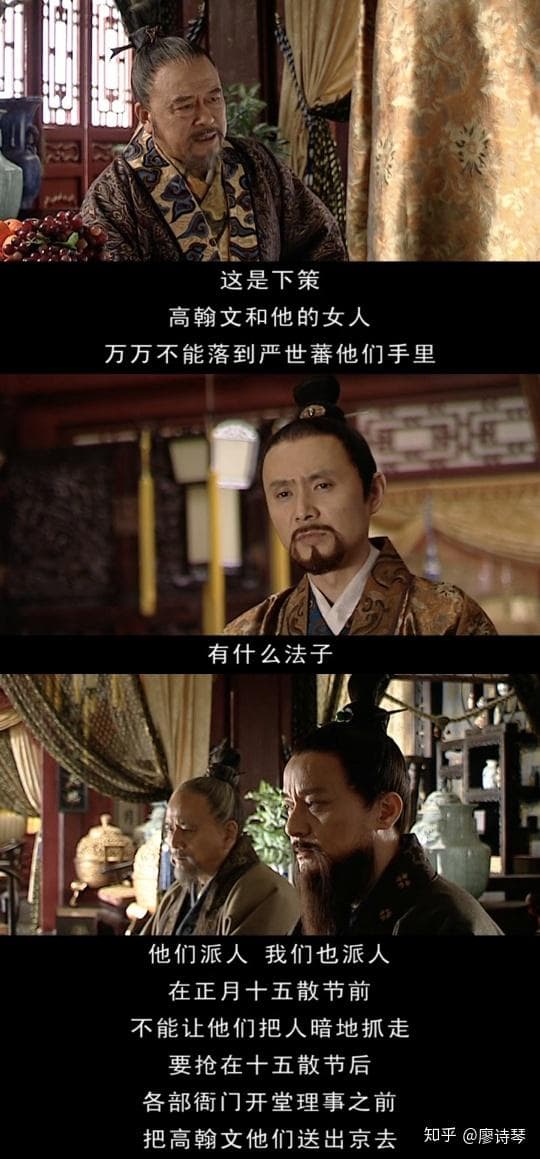 这是下策
高翰文和他的女人
万万不能落到严世蕃他们手里
有什么法子
他们派人 我们也派人
在正月十五散节前
不能让他们把人暗地抓走
要抢在十五散节后
各部衙门开堂理事之前
把高翰文他们送出京去
知乎 @廖诗琴